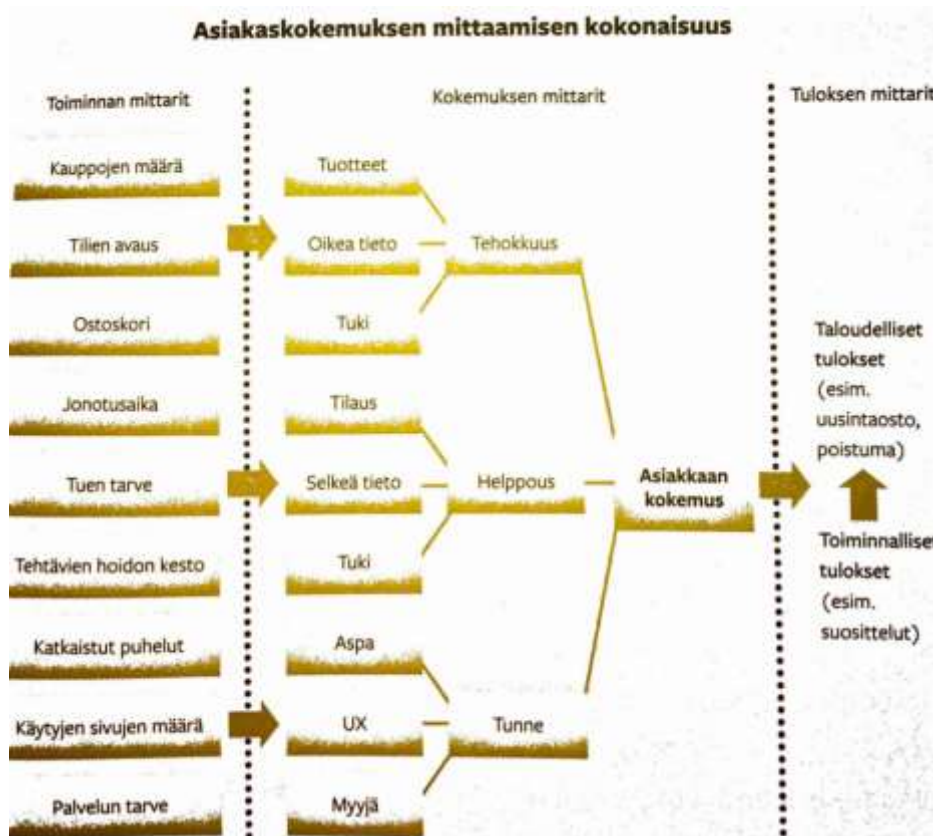 Asiakaskokemuksen mittaamisen kokonaisuus
Toiminnan mittarit
Kokemuksen mittarit
Tuloksen mittarit
Kauppojen määrä
Tilien avaus
Ostoskori
Jonotusaika
Tuen tarve
Tehtävien hoidon kesto
Katkaistut puhelut
Käytyjen sivujen määrä
Palvelun tarve
Tuotteet
Oikea tieto
Tuki
Tilaus
Selkeä tieto
Tuki
Aspa
UX
Myyjä
Tehokkuus
Helppous
Tunne
Asiakkaan
kokemus
Taloudelliset
tulokset
(esim.
uusintaosto,
poistuma)
Toiminnalliset
tulokset
(esim.
suosittelut)